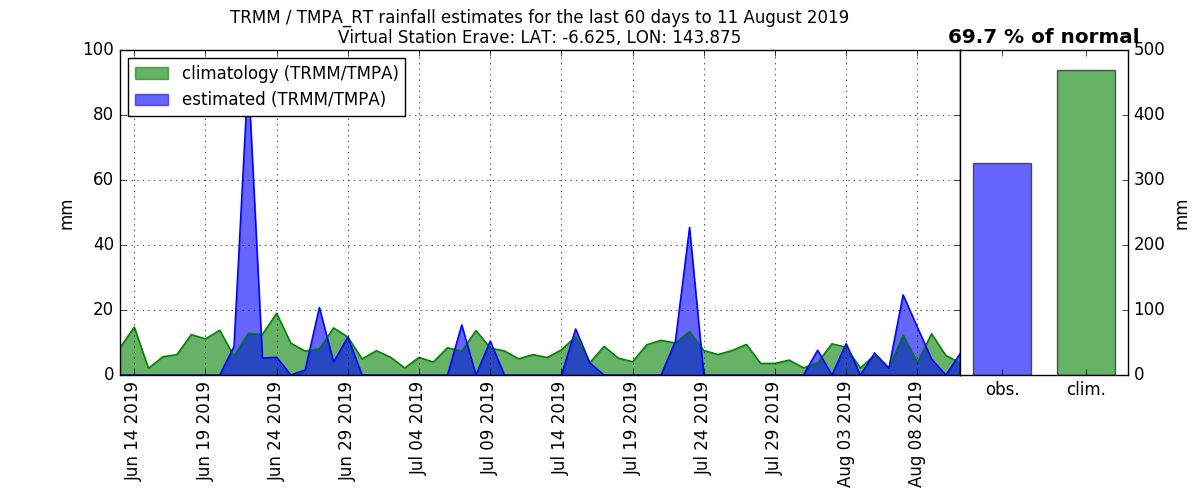 TRMM / TMPA_RT rainfall estimates for the last 60 days to 11 August 2019
Virtual Station Erave: LAT: -6.625, LON: 143.875
69.7 % of normal
climatology (TRMM/TMPA)
estimated (TRMM/TMPA)
mm
100
80
60
40
20
0
Jun 14 2019
Jun 19 2019
Jun 24 2019
Jun 29 2019
Jul 04 2019
Jul 09 2019
Jul 14 2019
Jul 19 2019
Jul 24 2019
Jul 29 2019
Aug 03 2019
Aug 08 2019
obs.
clim.
500
400
300
200
100
0
mm